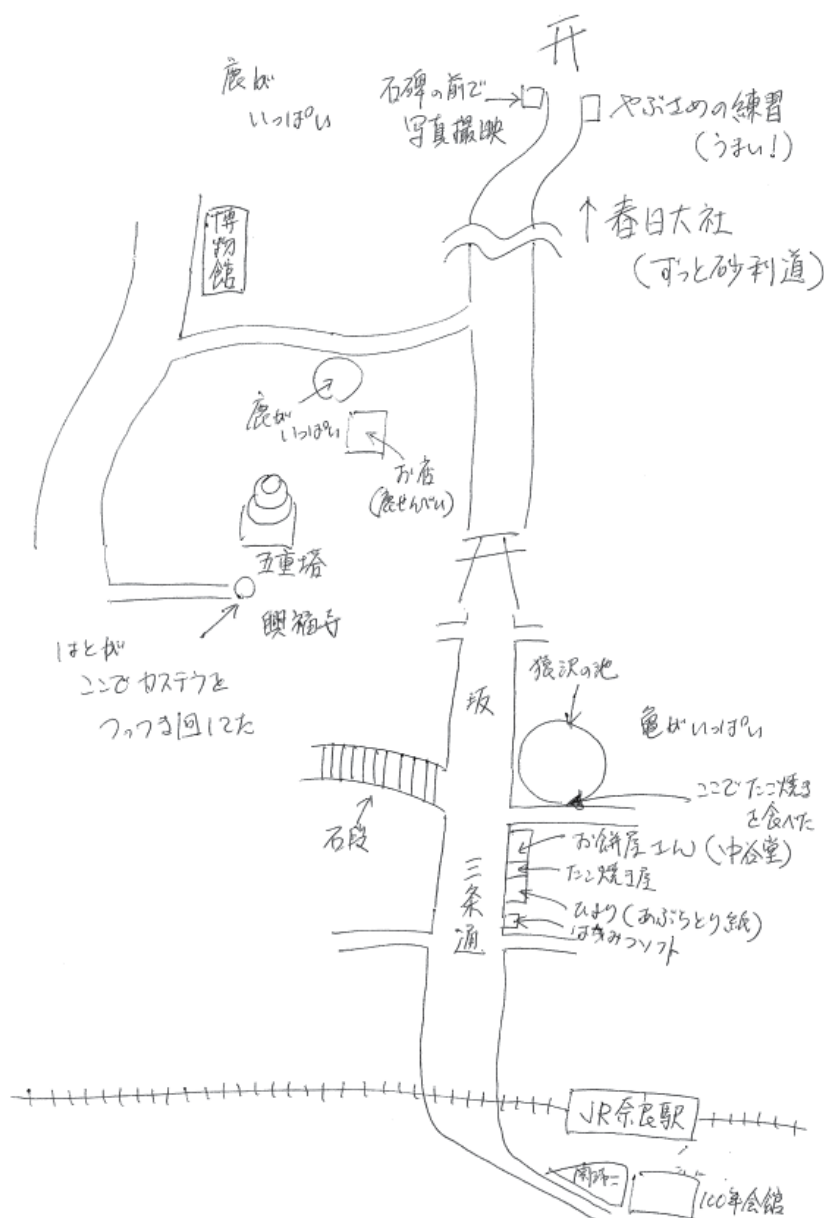 鹿が
いっぱい
石碑の前で
写真撮映
やぶさめの練習
(うまい!)
↑春日大社
(ずっと砂利道)
博物館
鹿が
いっぱい
お店
(鹿せんべい)
五重塔
興福寺
はとが
ここでカステラを
つっつき回してた
坂
猿沢の池
亀がいっぱい
ここでたこ焼き
を食べた
石段
お餅屋さん(中谷堂)
たこ焼き屋
ひより(あぶらとり紙)
はちみつソフト
三条通
JR奈良駅
100年会館